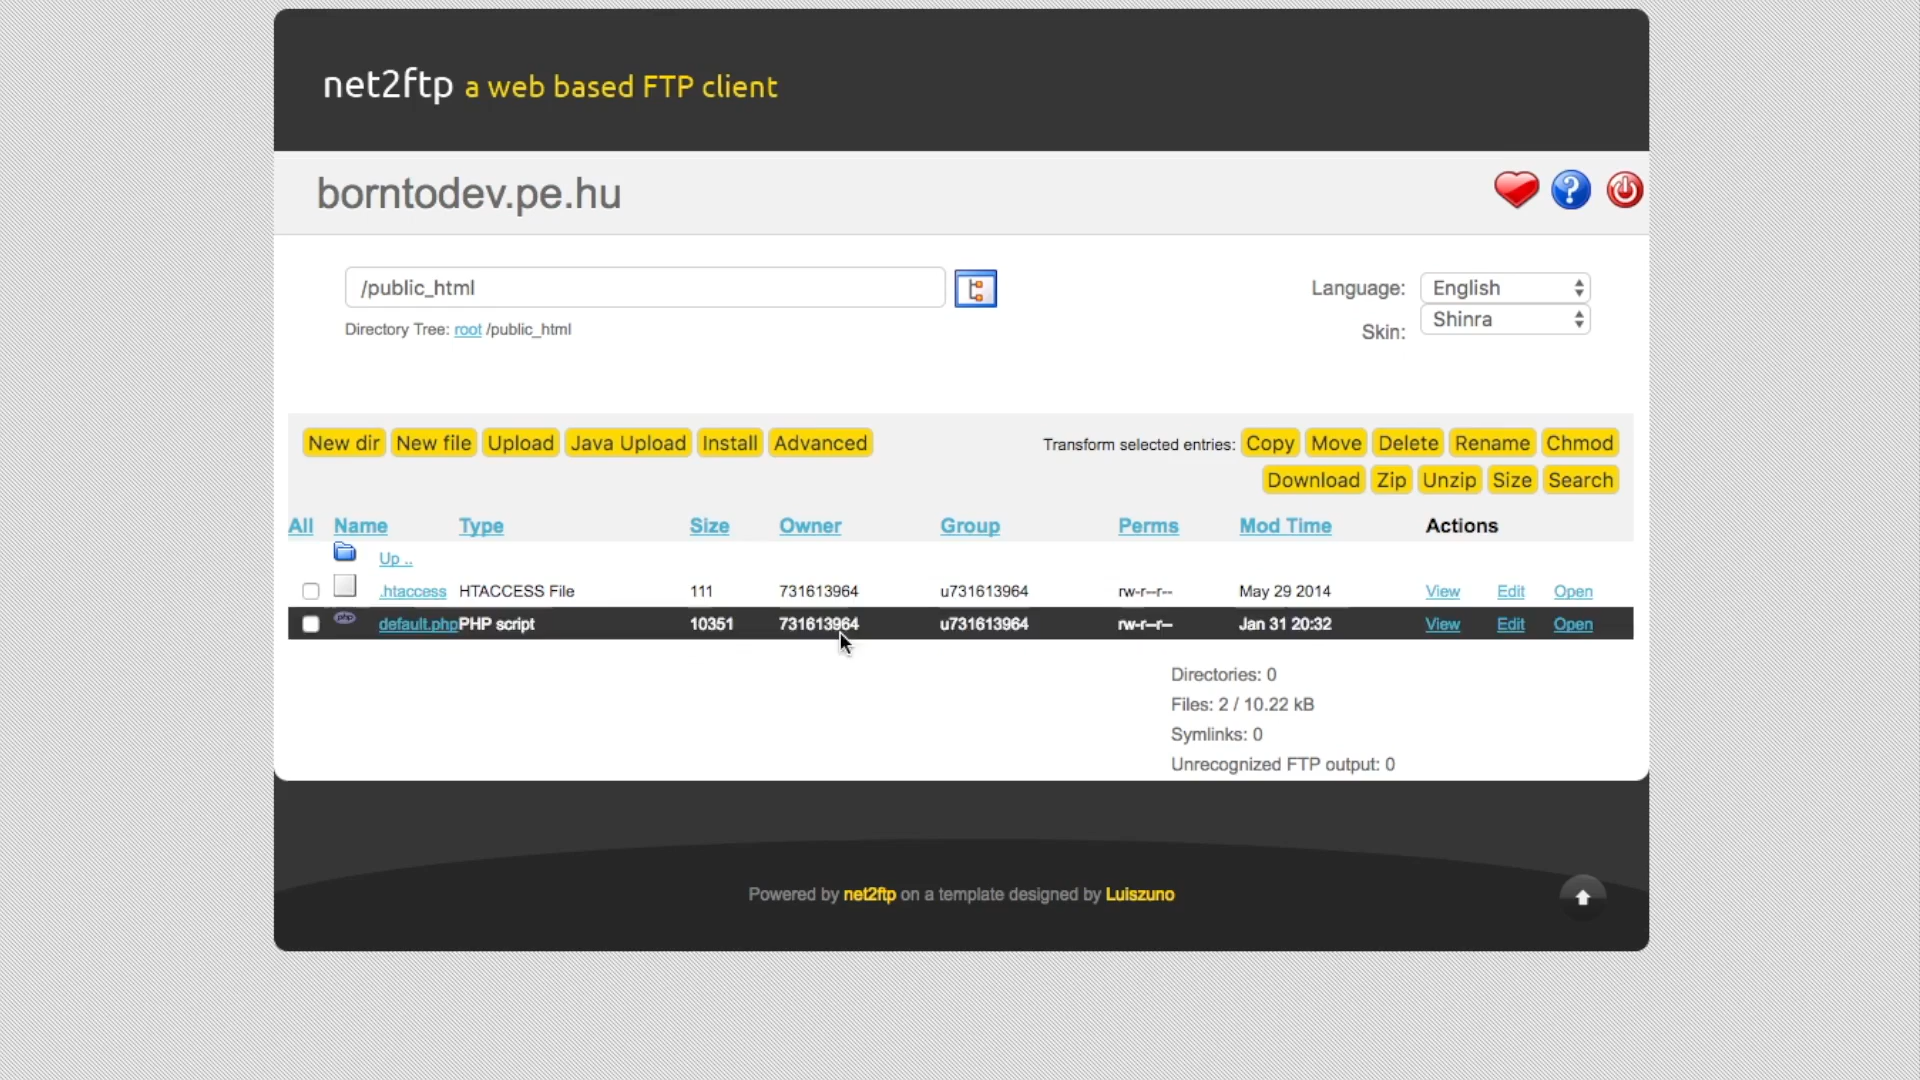 net2ftp a web based FTP client
borntodev.pe.hu
/public_html
Directory Tree: root /public_html
Language: English
Skin: Shinra
New dir New file Upload Java Upload Install Advanced
Transform selected entries: Copy Move Delete Rename Chmod
Download Zip Unzip Size Search
All Name Type Size Owner Group Perms Mod Time Actions
Up ..
.htaccess HTACCESS File 111 731613964 u731613964 rw-r--r-- May 29 2014 View Edit Open
php default.php PHP script 10351 731613964 u731613964 rw-r--r-- Jan 31 20:32 View Edit Open
Directories: 0
Files: 2 / 10.22 kB
Symlinks: 0
Unrecognized FTP output: 0
Powered by net2ftp on a template designed by Luiszuno